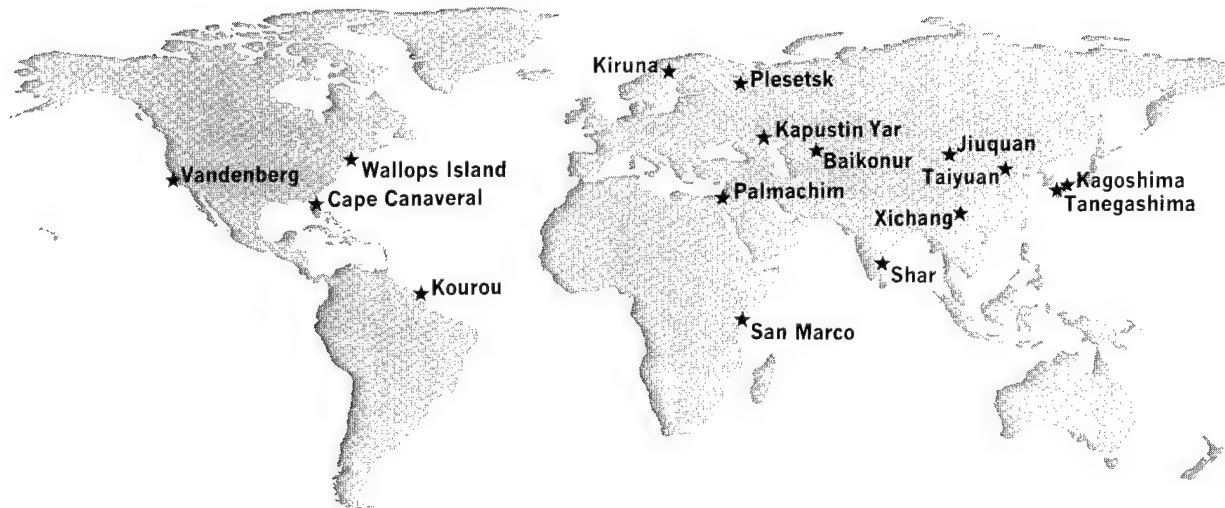 Kiruna
Plesetsk
Kapustin Yar
Jiuquan
Baikonur
Wallops Island
Vandenberg
Taiyuan
Kagoshima
Palmachim
Cape Canaveral
Tanegashima
Xichang
Shar
Kourou
San Marco